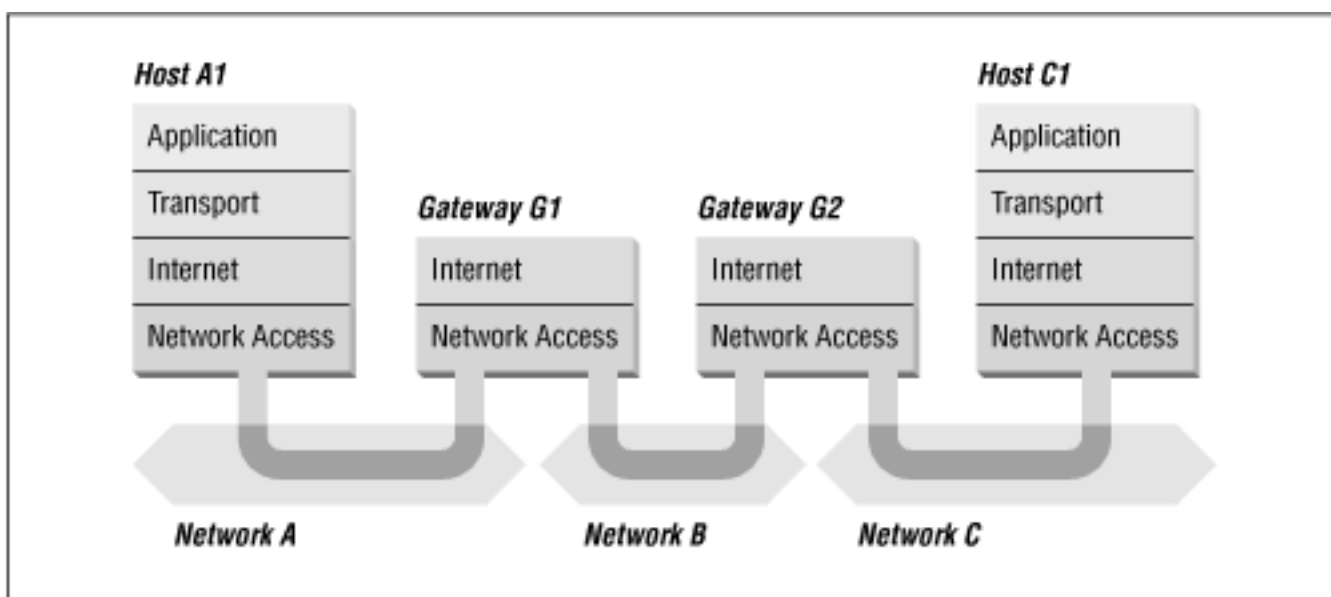 Host A1
Application
Transport
Internet
Network Access
Gateway G1
Internet
Network Access
Gateway G2
Internet
Network Access
Host C1
Application
Transport
Internet
Network Access
Network A
Network B
Network C